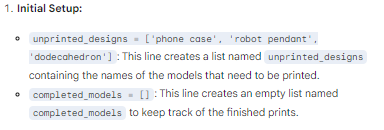 1. Initial Setup:
unprinted_designs = ['phone case', 'robot pendant',
'dodecahedron'] : This line creates a list named unprinted_designs
containing the names of the models that need to be printed.
completed_models = [] : This line creates an empty list named
completed_models to keep track of the finished prints.